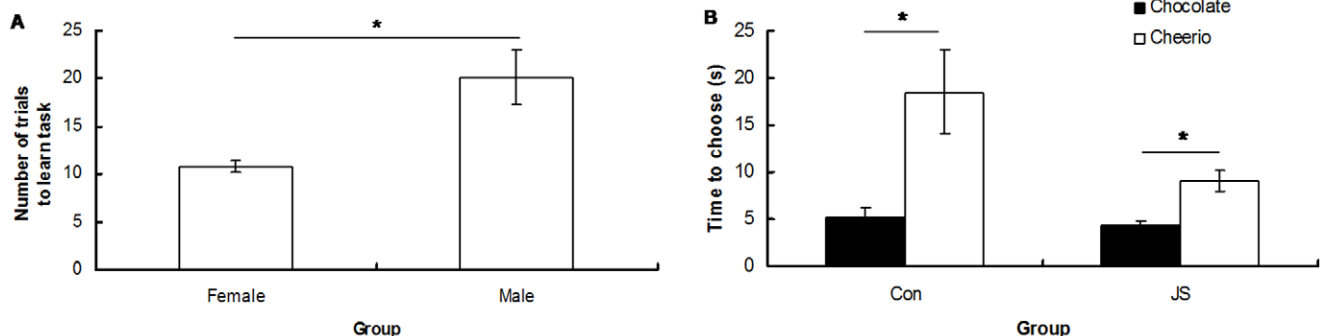 A
Number of trials
to learn task
25
20
15
10
5
0
*
Female
Male
Group
B
Time to choose (s)
25
20
15
10
5
0
*
*
Chocolate
Cheerio
Con
JS
Group